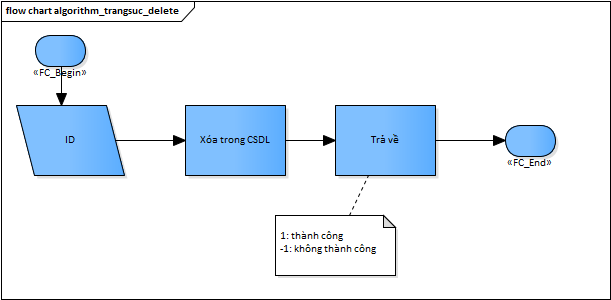 flow chart algorithm_trangsuc_delete
«FC_Begin»
ID
Xóa trong CSDL
Trả về
«FC_End»
1: thành công
-1: không thành công